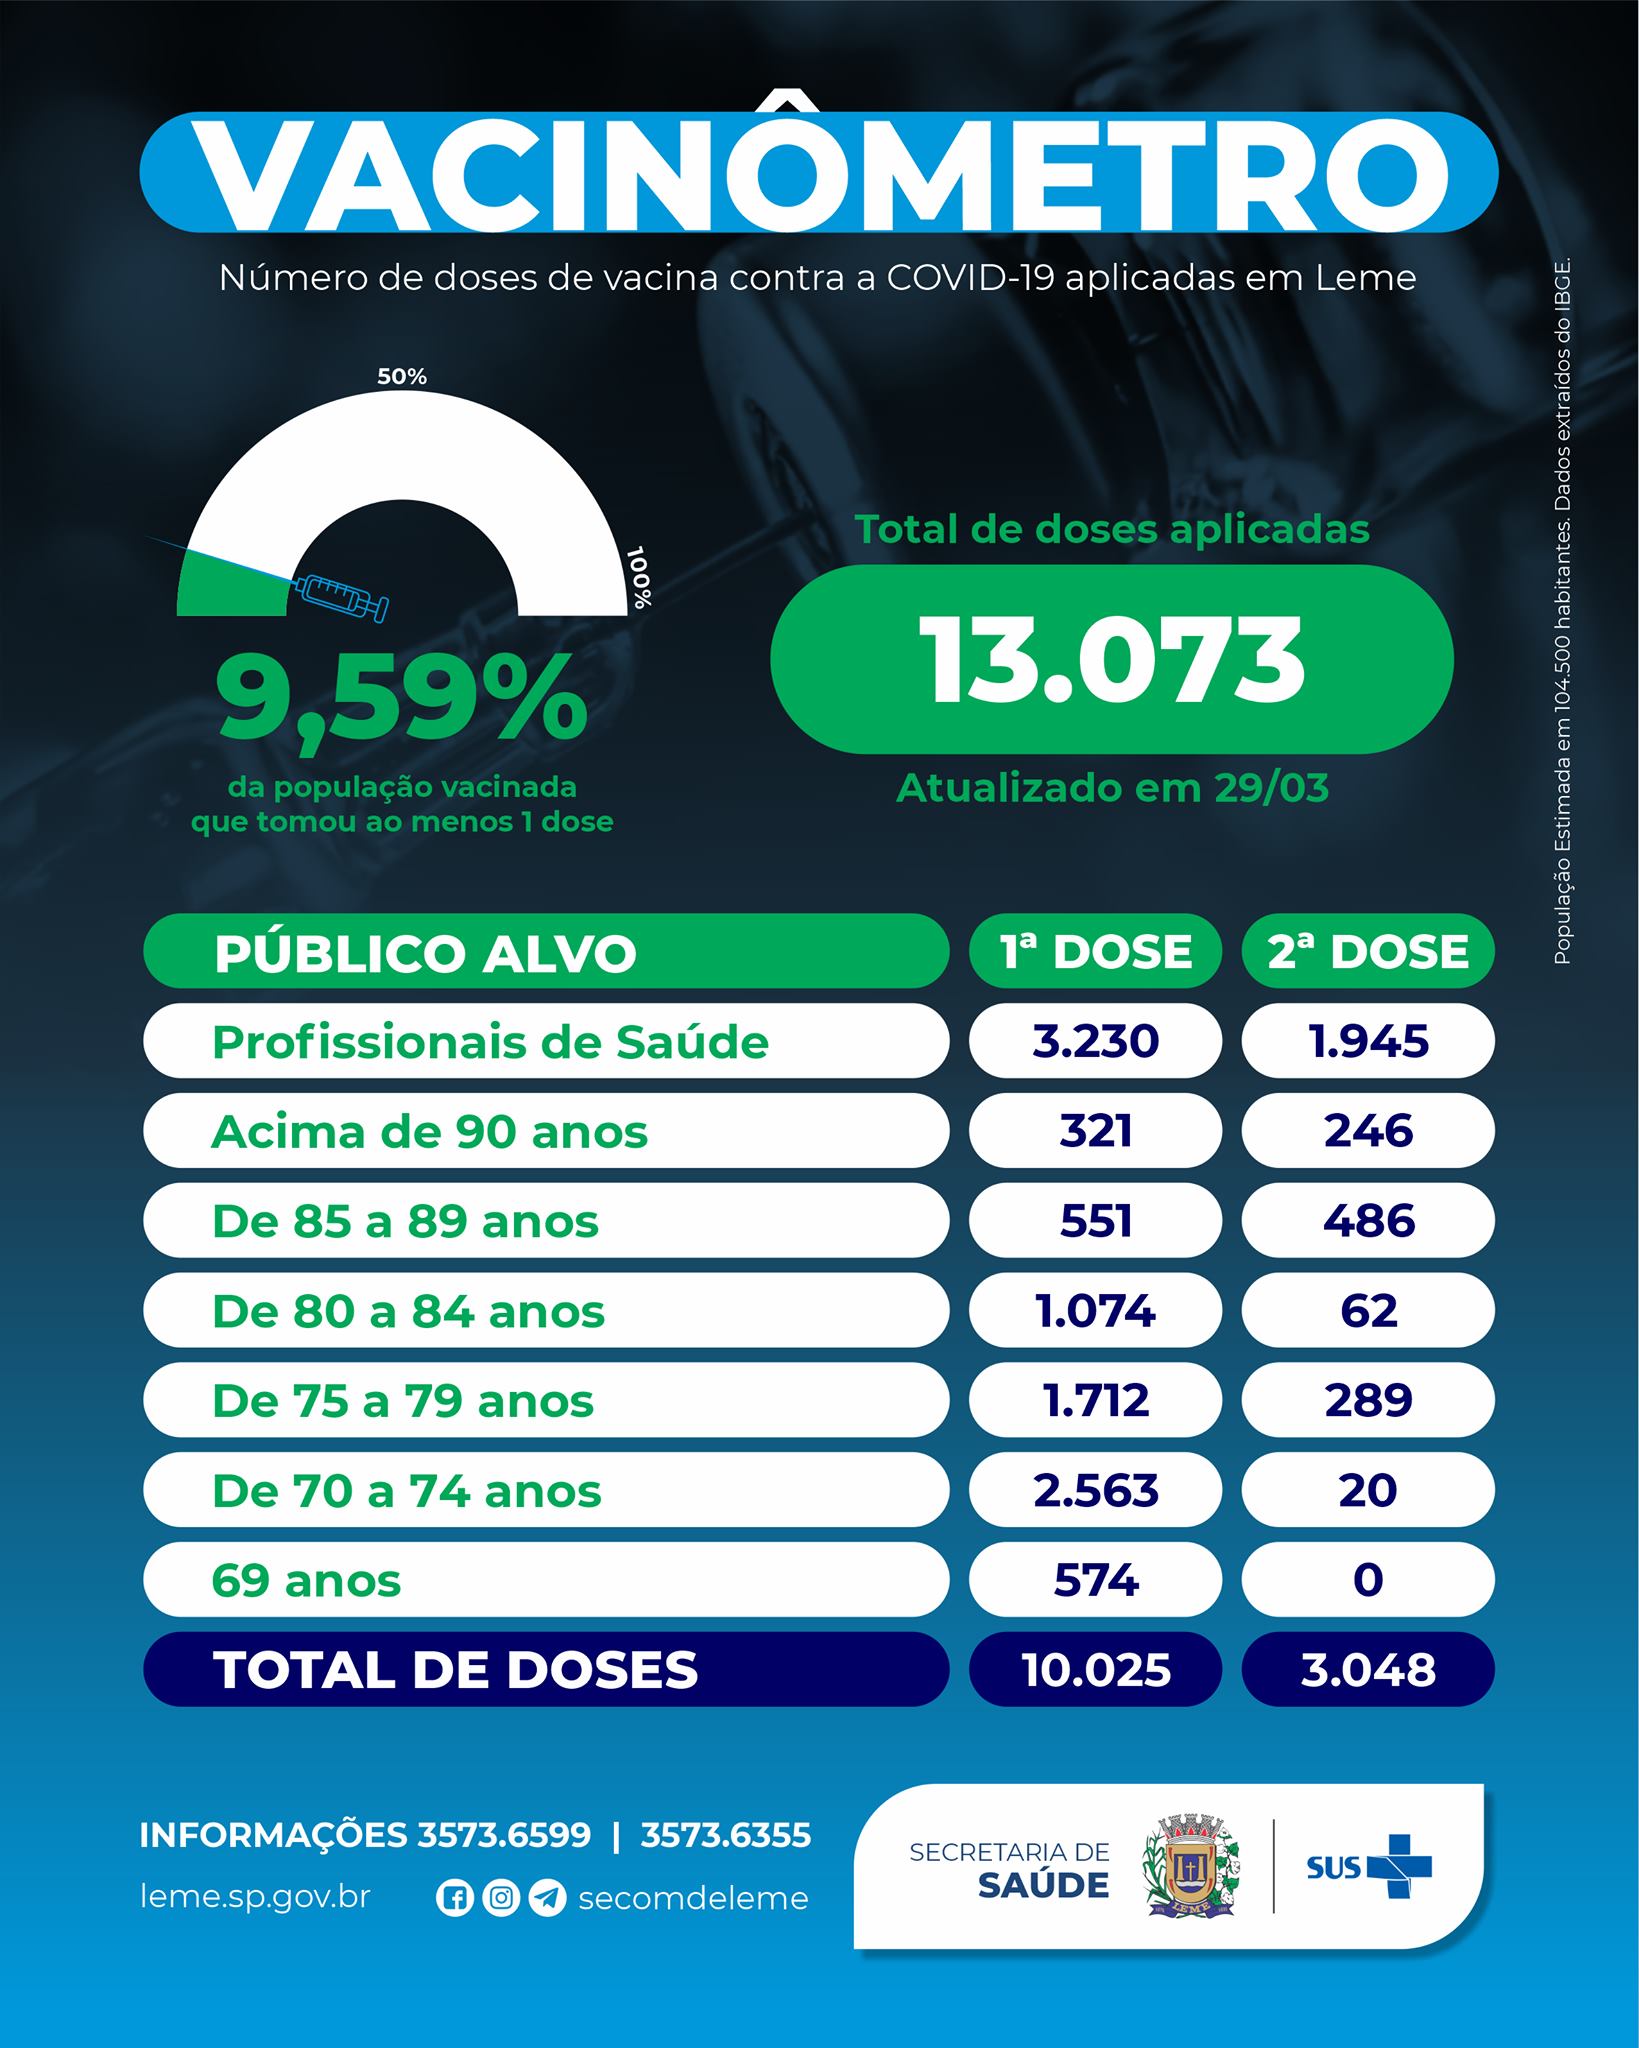 VACINÔMETRO
Número de doses de vacina contra a COVID-19 aplicadas em Leme
50%
100%
9,59%
da população vacinada
que tomou ao menos 1 dose
Total de doses aplicadas
13.073
Atualizado em 29/03
População Estimada em 104.500 habitantes. Dados extraídos do IBGE.
PÚBLICO ALVO 1ª DOSE 2ª DOSE
Profissionais de Saúde 3.230 1.945
Acima de 90 anos 321 246
De 85 a 89 anos 551 486
De 80 a 84 anos 1.074 62
De 75 a 79 anos 1.712 289
De 70 a 74 anos 2.563 20
69 anos 574 0
TOTAL DE DOSES 10.025 3.048
INFORMAÇÕES 3573.6599 | 3573.6355
leme.sp.gov.br secomdeleme
SECRETARIA DE
SAÚDE
LEME
SUS